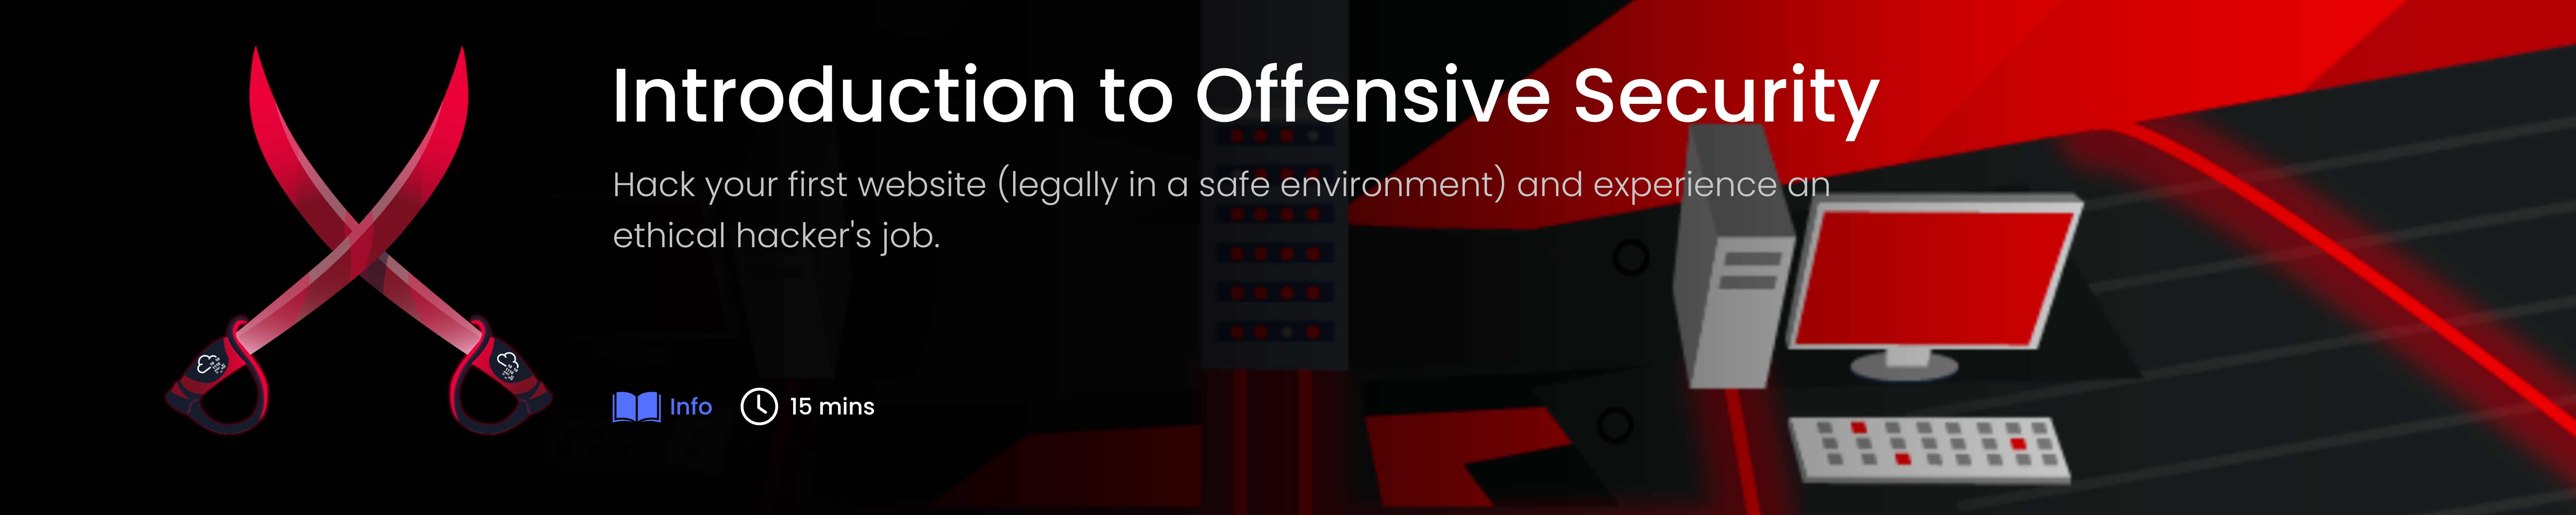 Introduction to Offensive Security
Hack your first website (legally in a safe environment) and experience an
ethical hacker's job.
Info 15 mins